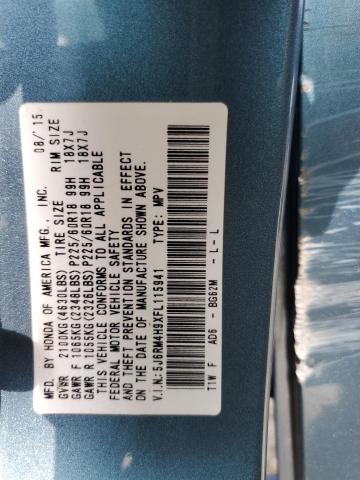 MFD. BY HONDA OF AMERICA MFG., INC. 08/15
GVWR 2100KG(4630LBS) TIRE SIZE RIM SIZE
GAWR F 1065KG(2348LBS) P225/60R18 99H 18X7J
GAWR R 1055KG(2326LBS) P225/60R18 99H 18X7J
THIS VEHICLE CONFORMS TO ALL APPLICABLE
FEDERAL MOTOR VEHICLE SAFETY
AND THEFT PREVENTION STANDARDS IN EFFECT
ON THE DATE OF MANUFACTURE SHOWN ABOVE.
V.I.N.:5J6RM4H9XFL115941 TYPE: MPV
T1W F AD6 - BG62M - L - L